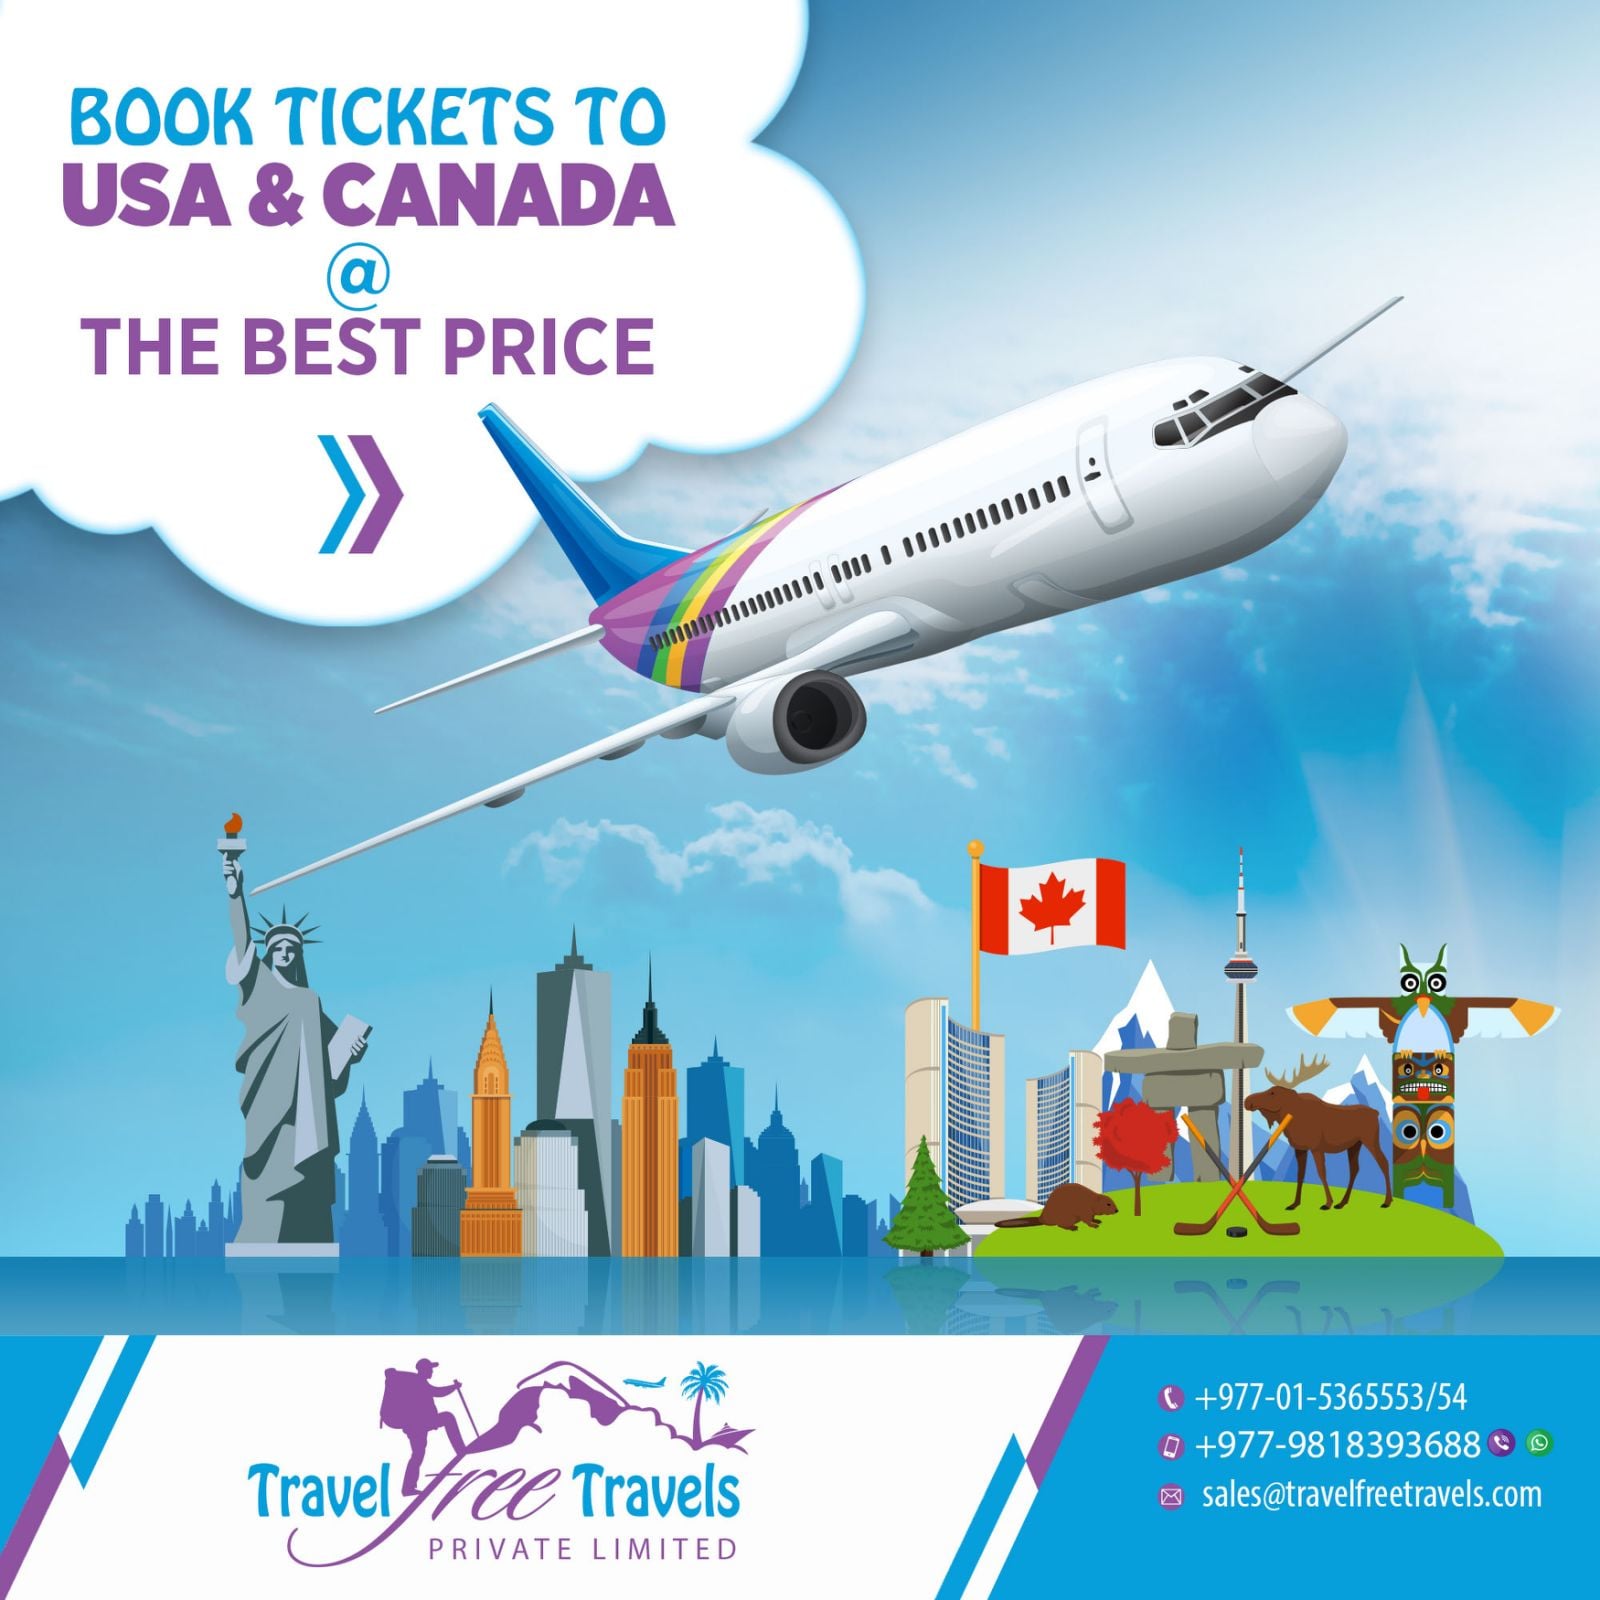 BOOK TICKETS TO
USA & CANADA
@
THE BEST PRICE
Travel free Travels
PRIVATE LIMITED
+977-01-5365553/54
+977-9818393688
sales@travelfreetravels.com